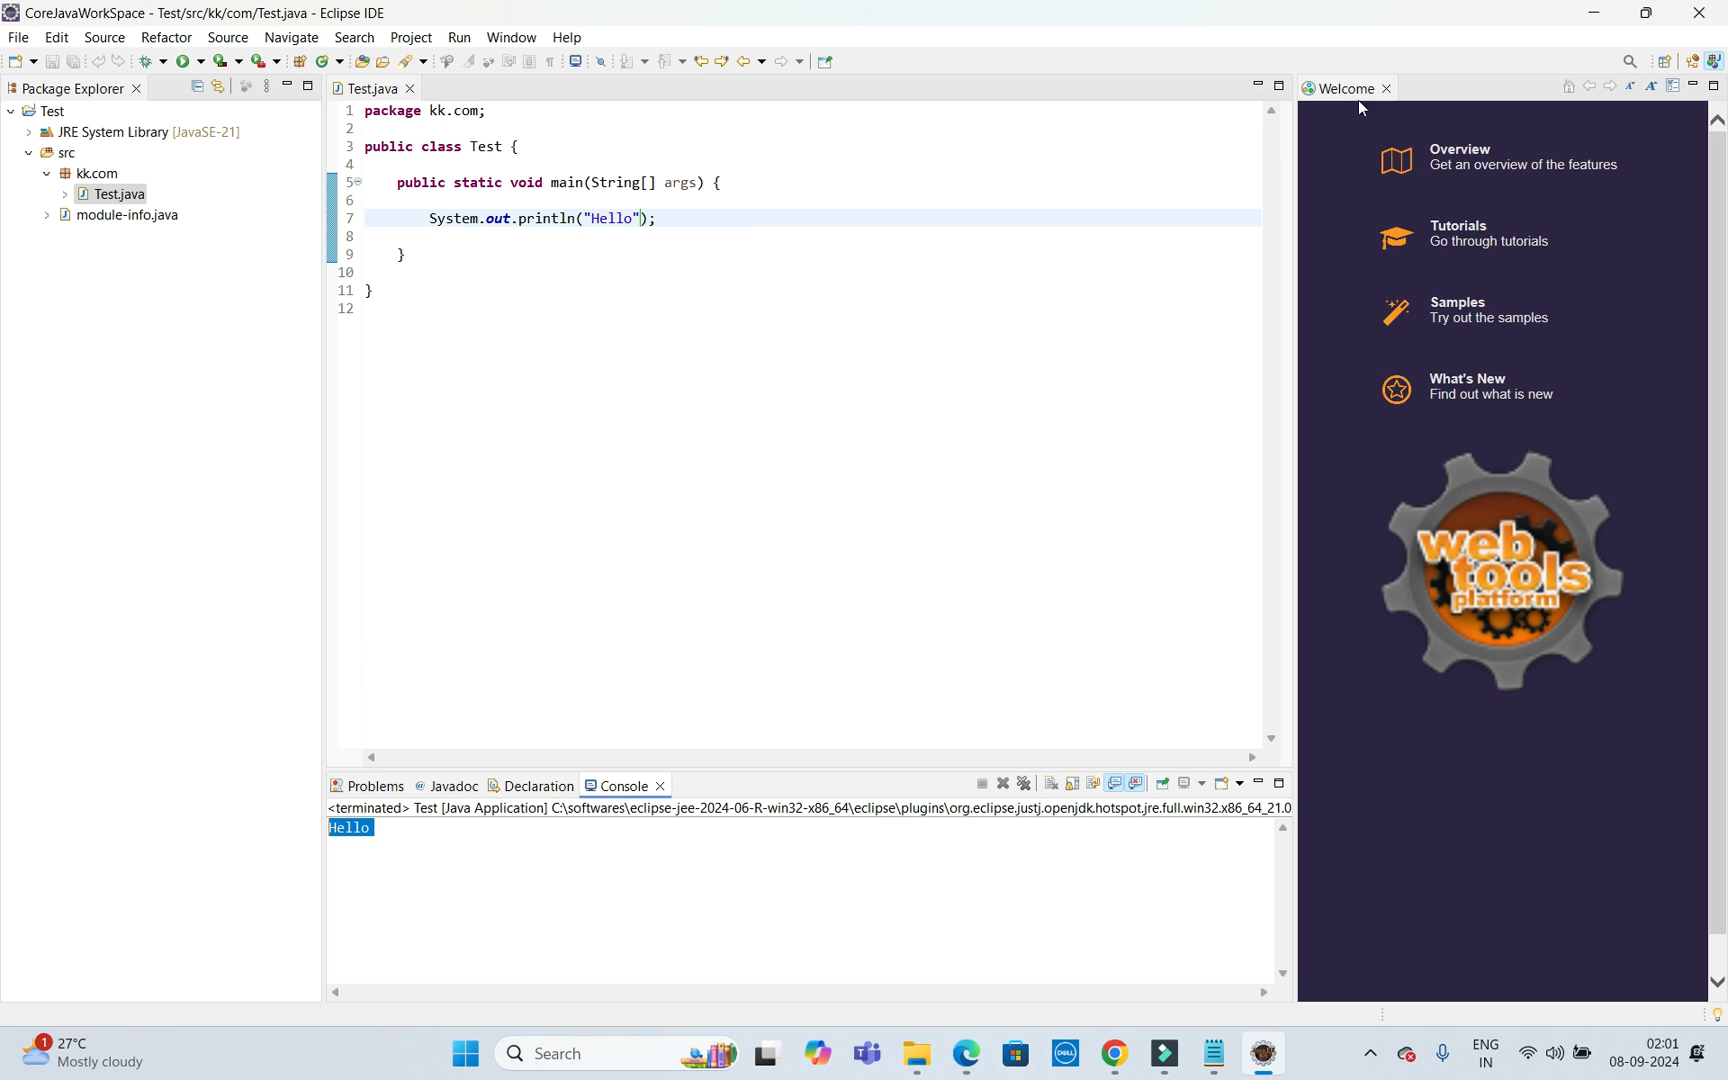 CoreJavaWorkSpace - Test/src/kk/com/Test.java - Eclipse IDE
File Edit Source Refactor Source Navigate Search Project Run Window Help
Package Explorer
Test
JRE System Library [JavaSE-21]
src
kk.com
Test.java
module-info.java
Test.java
1 package kk.com;
2
3 public class Test {
4
5 public static void main(String[] args) {
6
7 System.out.println("Hello");
8
9 }
10
11 }
12
Welcome
Overview
Get an overview of the features
Tutorials
Go through tutorials
Samples
Try out the samples
What's New
Find out what is new
web
tools
platform
Problems Javadoc Declaration Console
<terminated> Test [Java Application] C:\softwares\eclipse-jee-2024-06-R-win32-x86_64\eclipse\plugins\org.eclipse.justj.openjdk.hotspot.jre.full.win32.x86_64_21.0
Hello
1
27°C
Mostly cloudy
Search
DELL
ENG
IN
02:01
08-09-2024